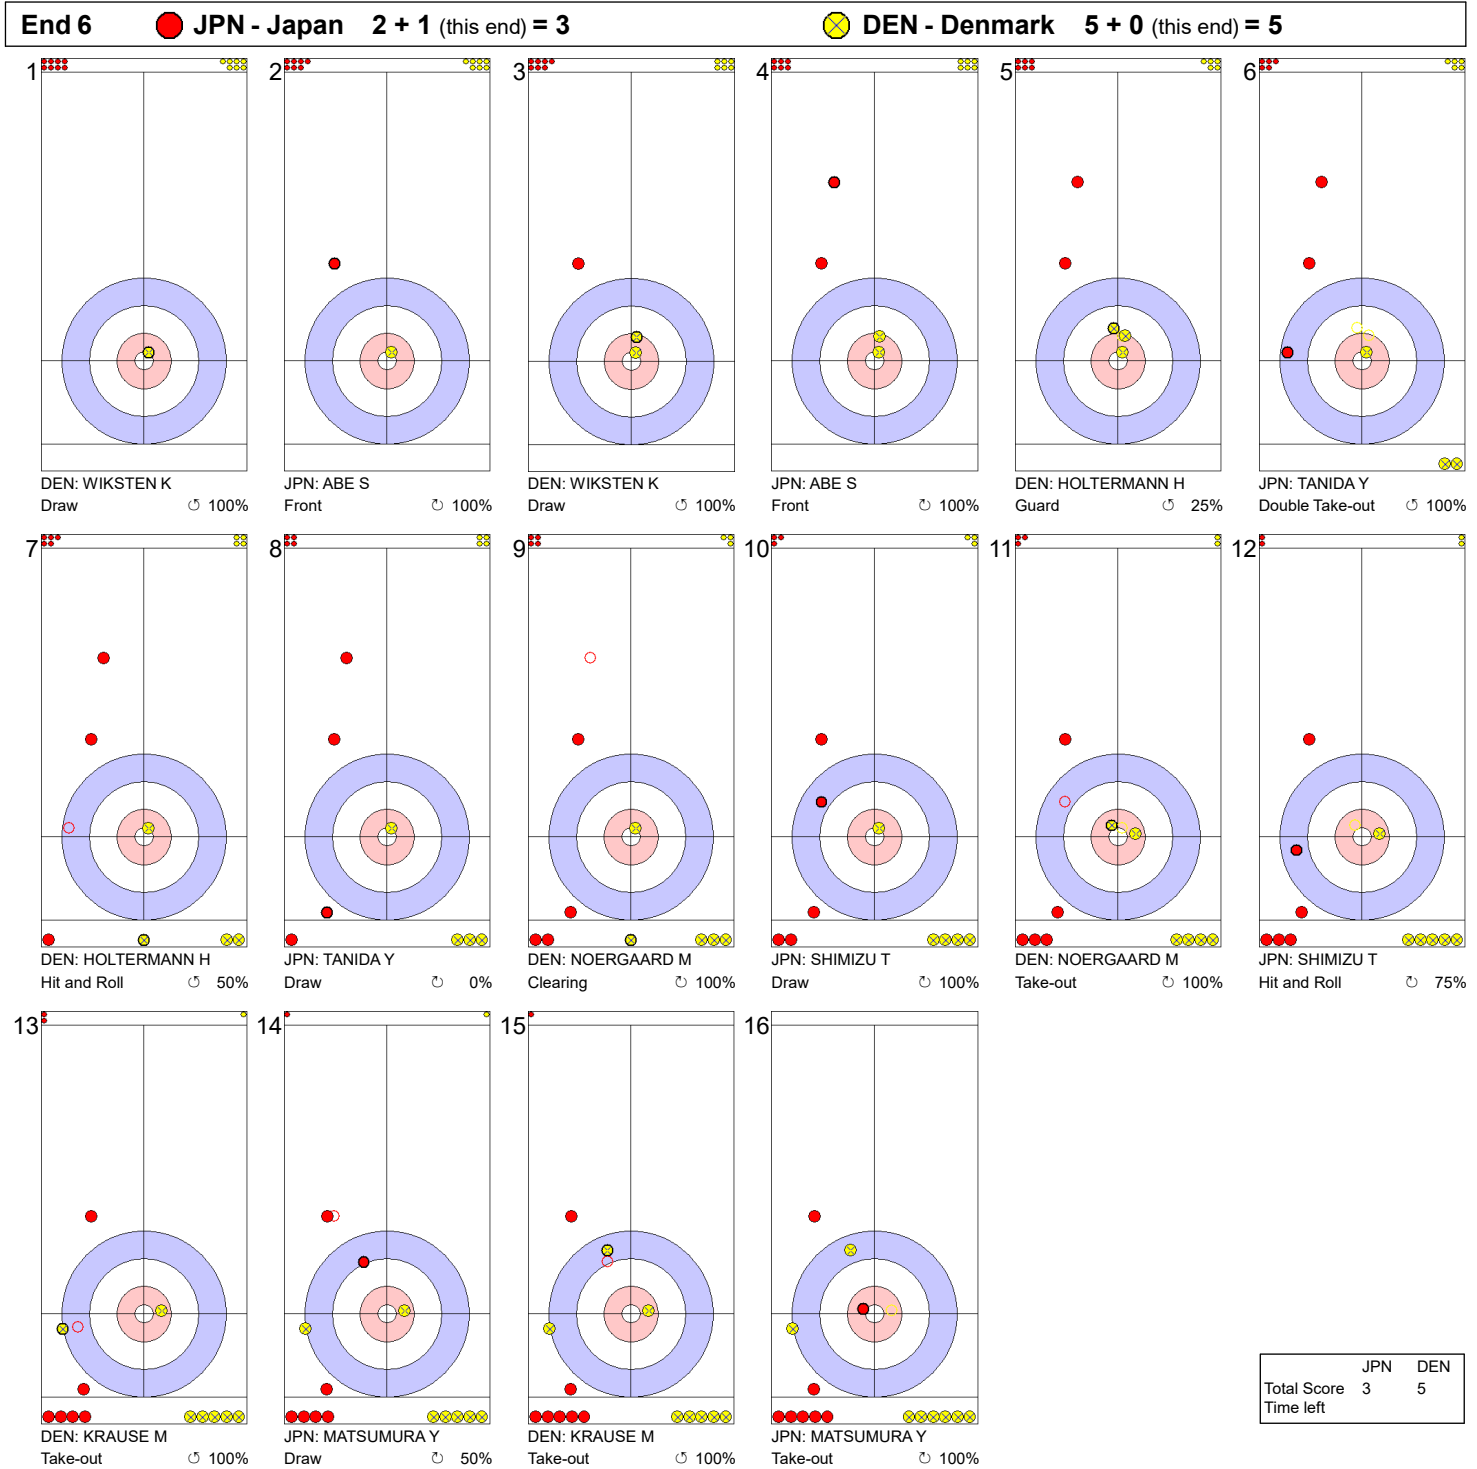 End 6 JPN - Japan 2 + 1 (this end) = 3 DEN - Denmark 5 + 0 (this end) = 5
1 2 3 4 5 6
DEN: WIKSTEN K JPN: ABE S DEN: WIKSTEN K JPN: ABE S DEN: HOLTERMANN H JPN: TANIDA Y
Draw ↺ 100% Front ↻ 100% Draw ↺ 100% Front ↻ 100% Guard ↺ 25% Double Take-out ↺ 100%
7 8 9 10 11 12
DEN: HOLTERMANN H JPN: TANIDA Y DEN: NOERGAARD M JPN: SHIMIZU T DEN: NOERGAARD M JPN: SHIMIZU T
Hit and Roll ↺ 50% Draw ↻ 0% Clearing ↻ 100% Draw ↻ 100% Take-out ↻ 100% Hit and Roll ↻ 75%
13 14 15 16
DEN: KRAUSE M JPN: MATSUMURA Y DEN: KRAUSE M JPN: MATSUMURA Y
Take-out ↺ 100% Draw ↻ 50% Take-out ↺ 100% Take-out ↺ 100%
JPN DEN
Total Score 3 5
Time left